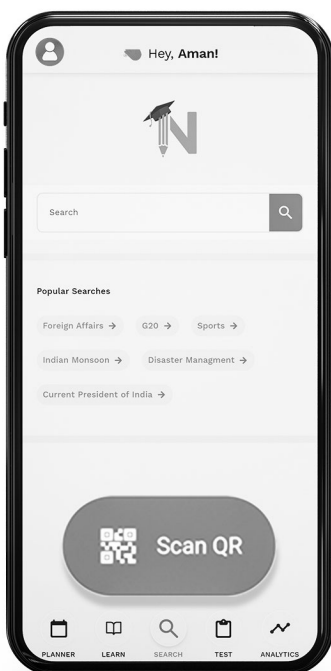 Hey, Aman!
N
Search
Popular Searches
Foreign Affairs → G20 → Sports →
Indian Monsoon → Disaster Managment →
Current President of India →
Scan QR
PLANNER LEARN SEARCH TEST ANALYTICS